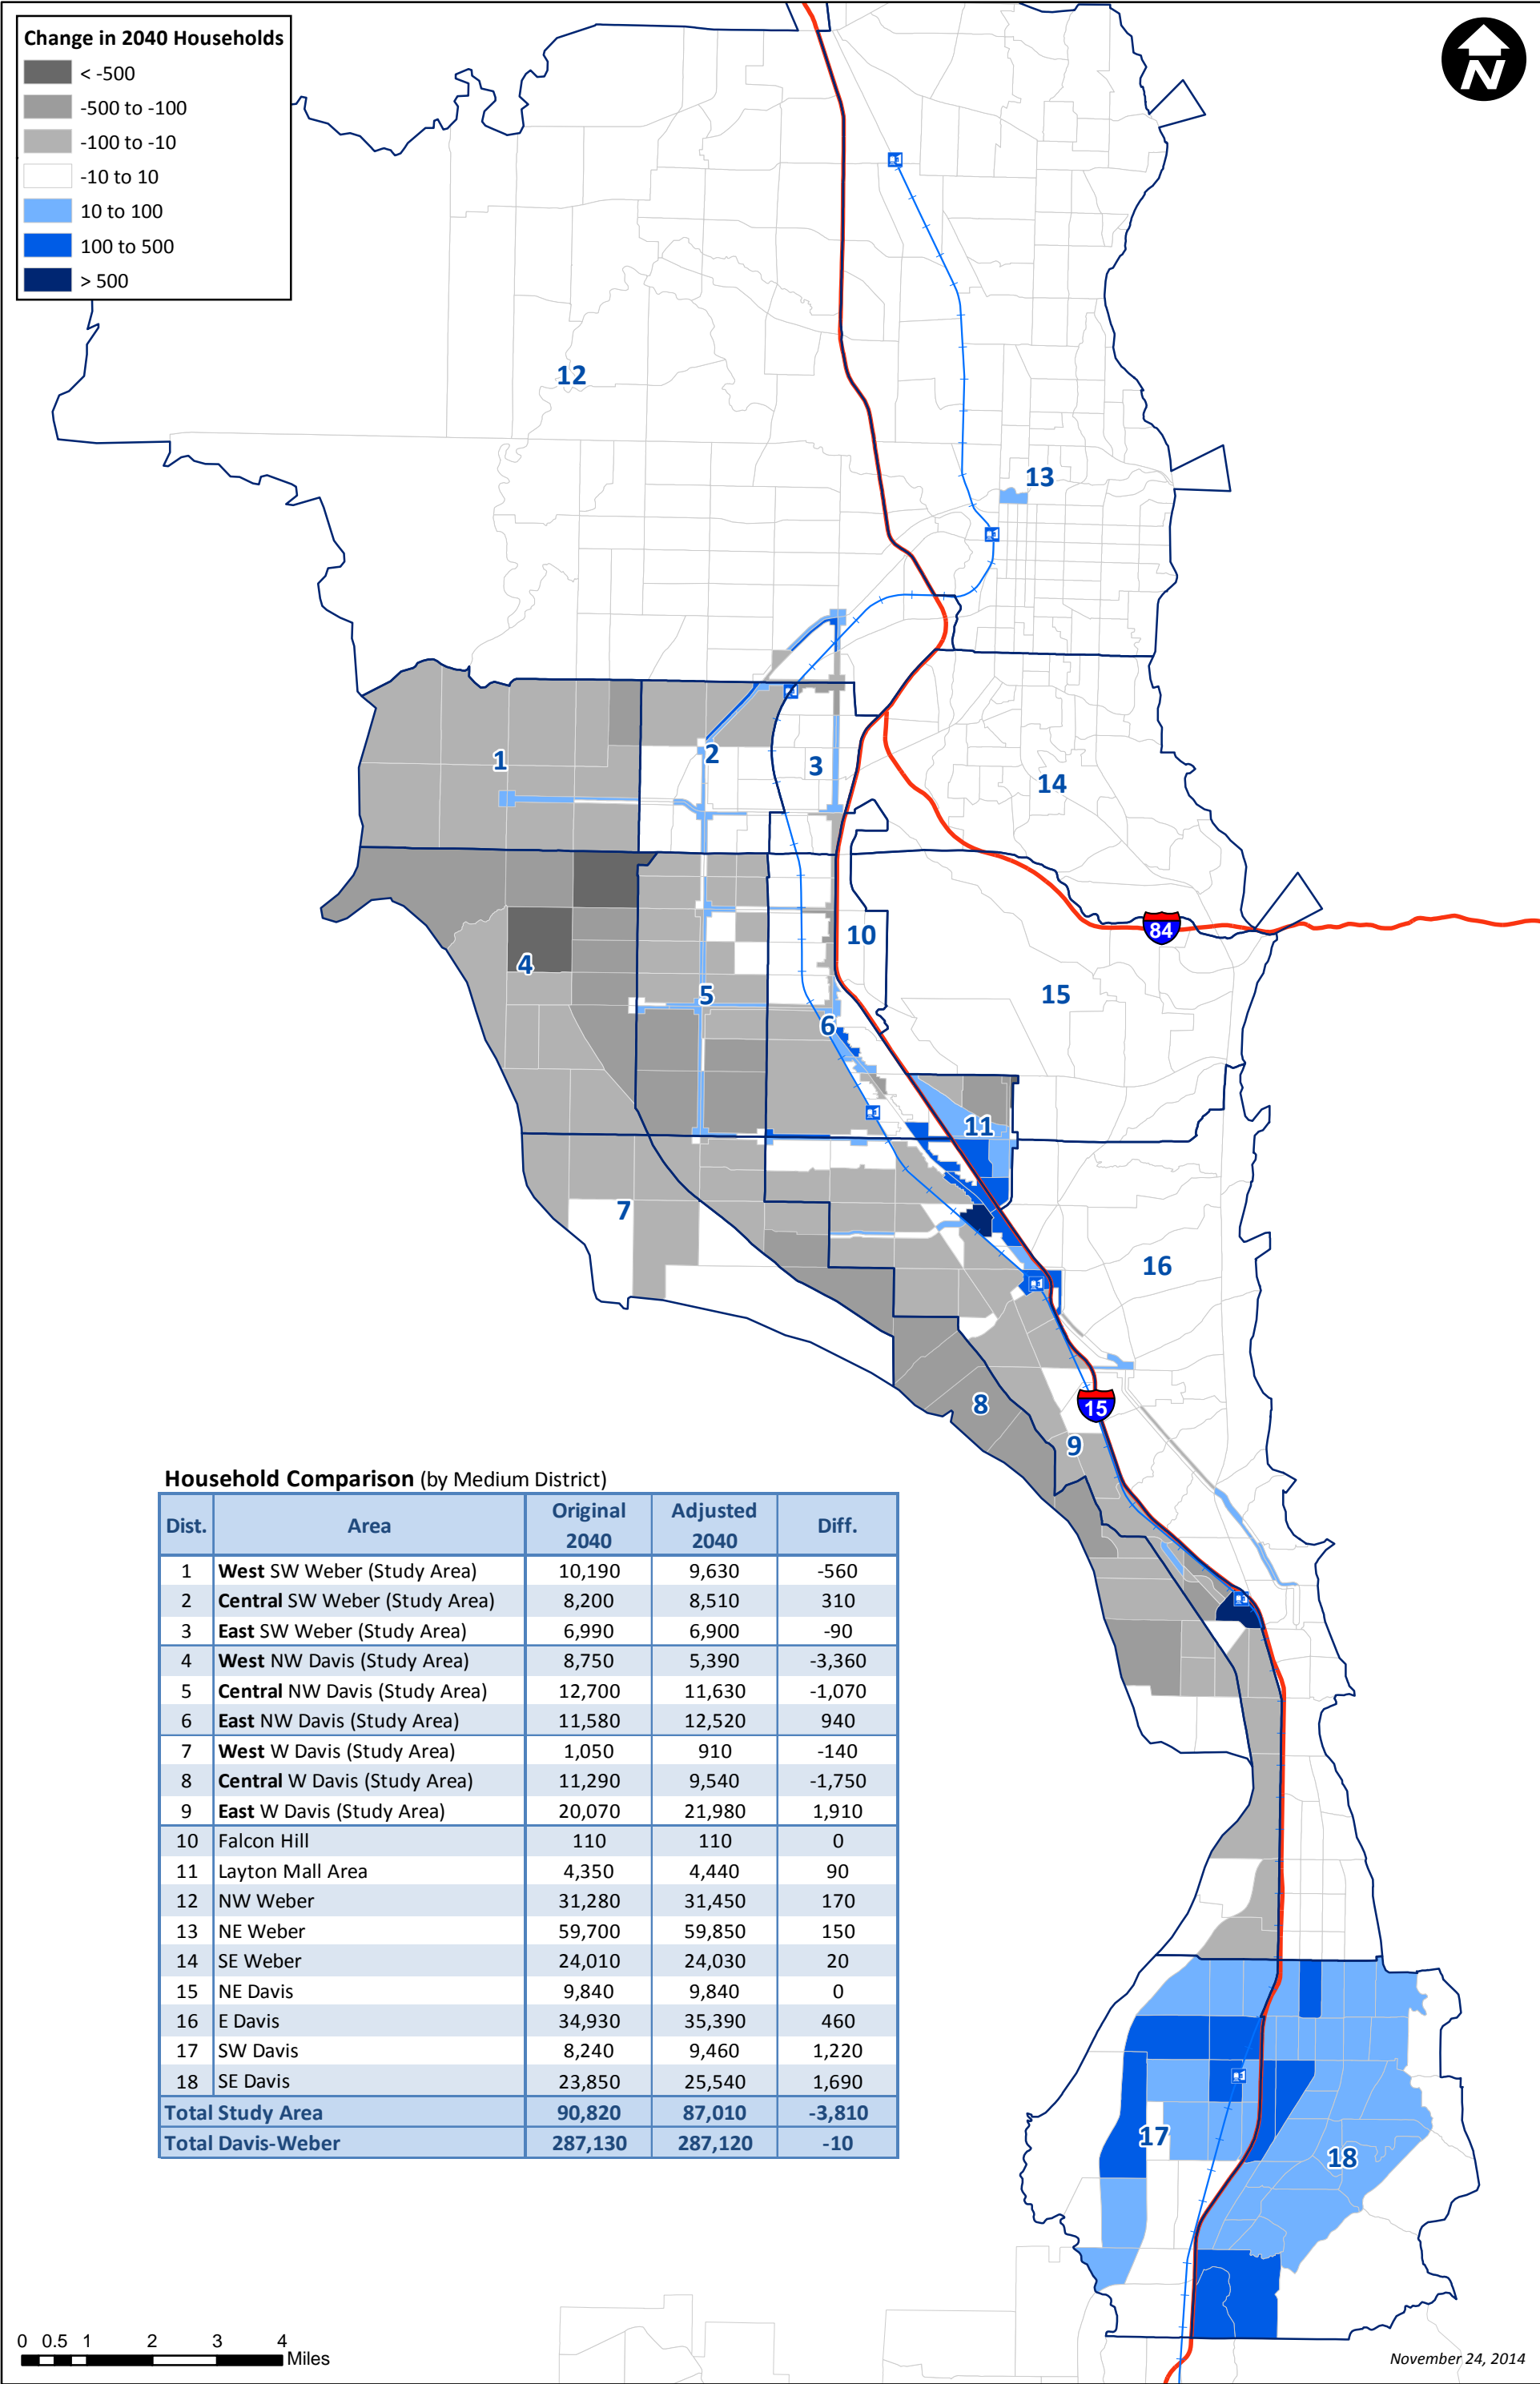 Change in 2040 Households
< -500
-500 to -100
-100 to -10
-10 to 10
10 to 100
100 to 500
> 500
N
12
13
1
2
3
14
84
10
4
5
15
6
11
7
16
8
15
9
Household Comparison (by Medium District)
Dist. Area Original 2040 Adjusted 2040 Diff.
1 West SW Weber (Study Area) 10,190 9,630 -560
2 Central SW Weber (Study Area) 8,200 8,510 310
3 East SW Weber (Study Area) 6,990 6,900 -90
4 West NW Davis (Study Area) 8,750 5,390 -3,360
5 Central NW Davis (Study Area) 12,700 11,630 -1,070
6 East NW Davis (Study Area) 11,580 12,520 940
7 West W Davis (Study Area) 1,050 910 -140
8 Central W Davis (Study Area) 11,290 9,540 -1,750
9 East W Davis (Study Area) 20,070 21,980 1,910
10 Falcon Hill 110 110 0
11 Layton Mall Area 4,350 4,440 90
12 NW Weber 31,280 31,450 170
13 NE Weber 59,700 59,850 150
14 SE Weber 24,010 24,030 20
15 NE Davis 9,840 9,840 0
16 E Davis 34,930 35,390 460
17 SW Davis 8,240 9,460 1,220
18 SE Davis 23,850 25,540 1,690
Total Study Area 90,820 87,010 -3,810
Total Davis-Weber 287,130 287,120 -10
17
18
0 0.5 1 2 3 4
Miles
November 24, 2014